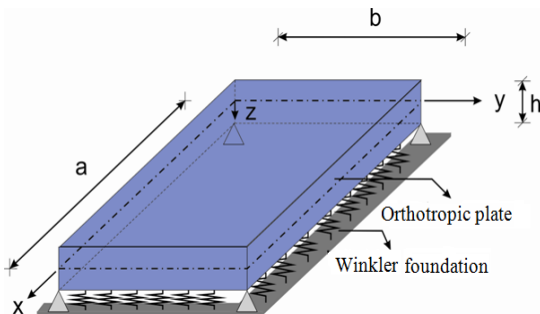 b
y
h
z
a
Orthotropic plate
Winkler foundation
x